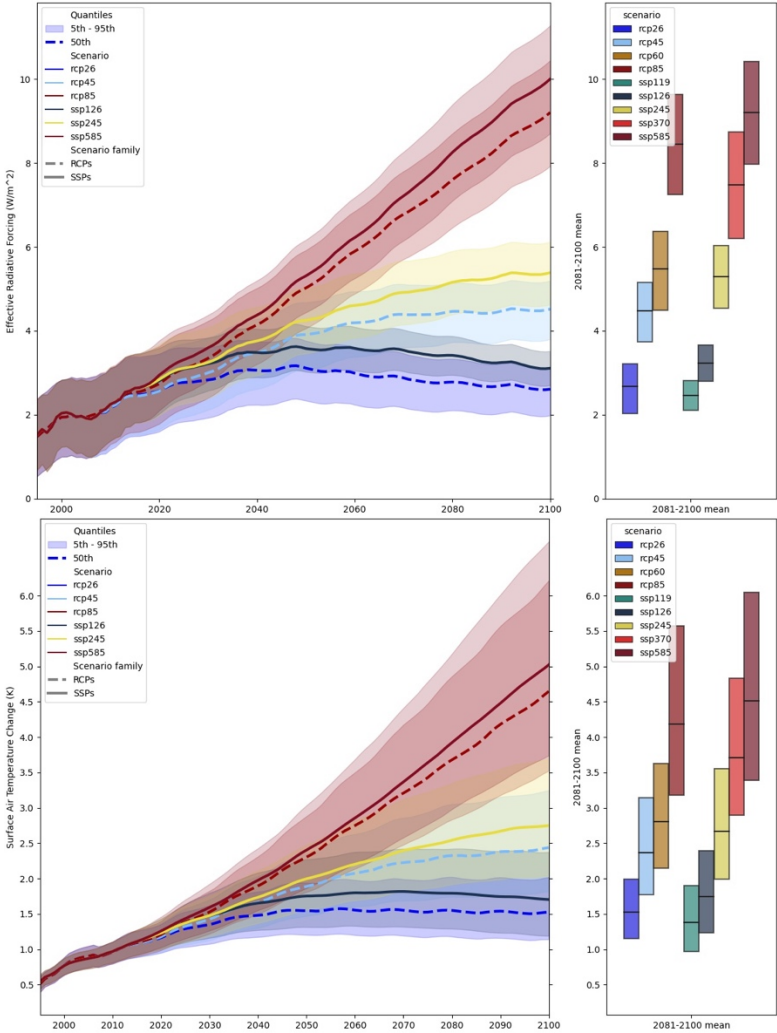 Quantiles
5th - 95th
50th
Scenario
rcp26
rcp45
rcp60
rcp85
ssp126
ssp245
ssp585
Scenario family
RCPs
SSPs
Effective Radiative Forcing (W/m^2)
10
8
6
4
2
0
2000
2020
2040
2060
2080
2100
scenario
rcp26
rcp45
rcp60
rcp85
ssp119
ssp126
ssp245
ssp370
ssp585
2081-2100 mean
10
8
6
4
2
0
2081-2100 mean
Quantiles
5th - 95th
50th
Scenario
rcp26
rcp45
rcp85
ssp126
ssp245
ssp585
Scenario family
RCPs
SSPs
Surface Air Temperature Change (K)
6.0
5.5
5.0
4.5
4.0
3.5
3.0
2.5
2.0
1.5
1.0
0.5
2000
2010
2020
2030
2040
2050
2060
2070
2080
2090
2100
scenario
rcp26
rcp45
rcp60
rcp85
ssp119
ssp126
ssp245
ssp370
ssp585
2081-2100 mean
6.0
5.5
5.0
4.5
4.0
3.5
3.0
2.5
2.0
1.5
1.0
0.5
2081-2100 mean